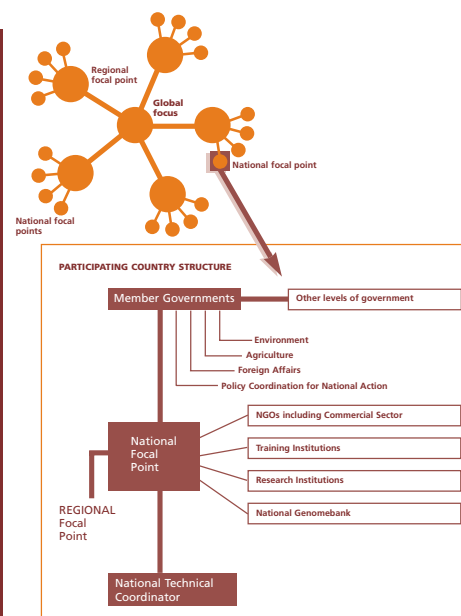 Regional
focal point
Global
focus
National focal point
National focal
points
PARTICIPATING COUNTRY STRUCTURE
Member Governments
Other levels of government
Environment
Agriculture
Foreign Affairs
Policy Coordination for National Action
National
Focal
Point
NGOs including Commercial Sector
Training Institutions
Research Institutions
National Genomebank
REGIONAL
Focal
Point
National Technical
Coordinator